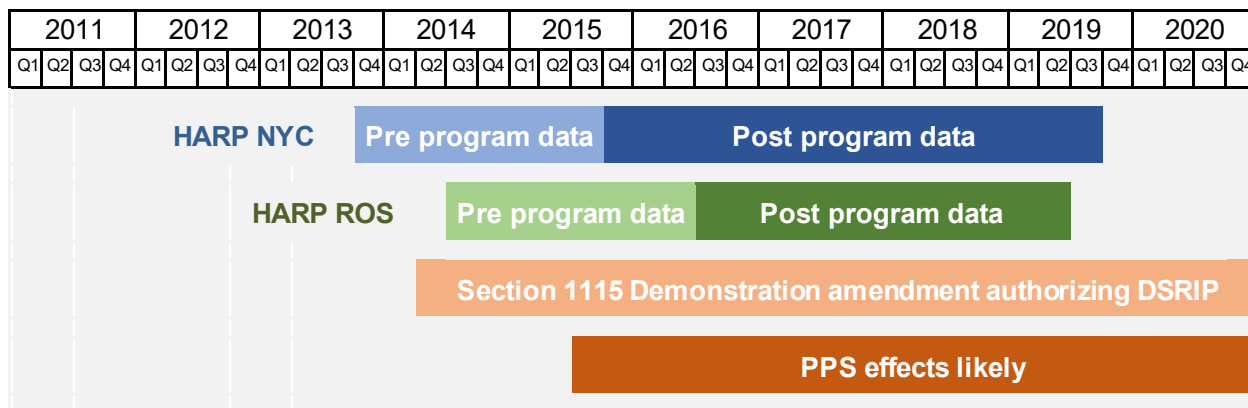 2011 2012 2013 2014 2015 2016 2017 2018 2019 2020
Q1 Q2 Q3 Q4 Q1 Q2 Q3 Q4 Q1 Q2 Q3 Q4 Q1 Q2 Q3 Q4 Q1 Q2 Q3 Q4 Q1 Q2 Q3 Q4 Q1 Q2 Q3 Q4 Q1 Q2 Q3 Q4 Q1 Q2 Q3 Q4 Q1 Q2 Q3 Q4
HARP NYC Pre program data Post program data
HARP ROS Pre program data Post program data
Section 1115 Demonstration amendment authorizing DSRIP
PPS effects likely